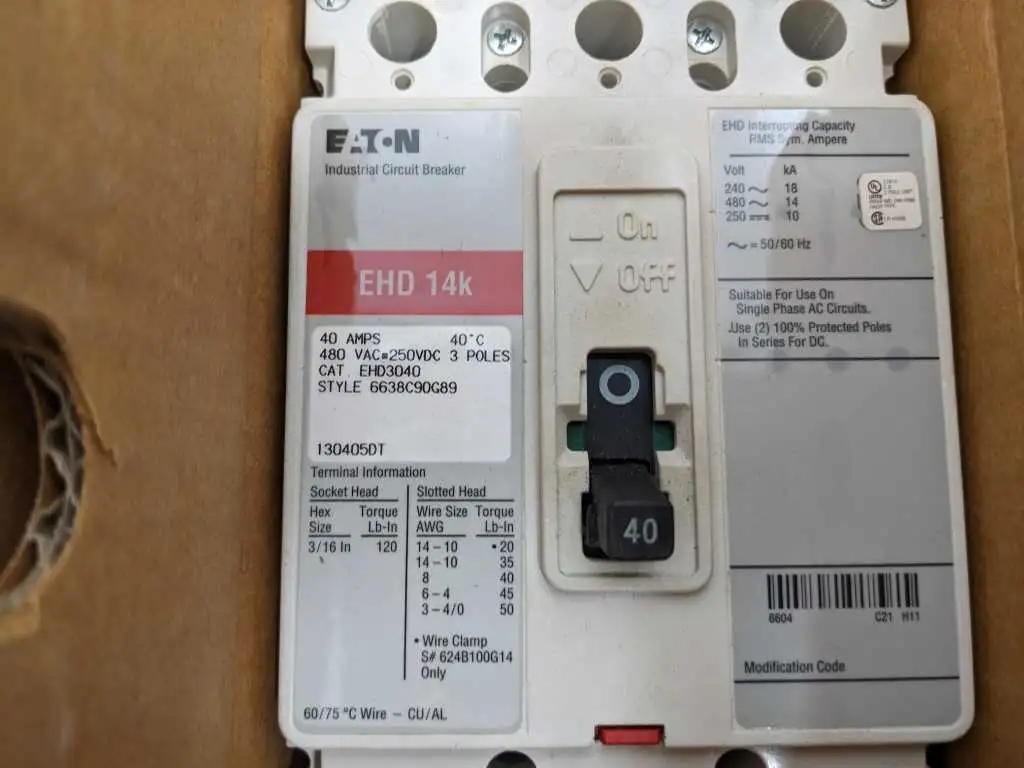 EATON
Industrial Circuit Breaker
EHD 14k
40 AMPS 40°C
480 VAC=250VDC 3 POLES
CAT. EHD3040
STYLE 6638C90G89
130405DT
Terminal Information
Socket Head
Hex Torque
Size Lb-In
3/16 In 120
Slotted Head
Wire Size Torque
AWG Lb-In
14-10 •20
14-10 35
8 40
6-4 45
3-4/0 50
• Wire Clamp
S# 624B100G14
Only
60/75 °C Wire - CU/AL
On
OFF
O
40
EHD Interrupting Capacity
RMS Sym. Ampere
Volt kA
240 ~ 18
480 ~ 14
250 ⎓ 10
~ = 50/60 Hz
Suitable For Use On
Single Phase AC Circuits.
Use (2) 100% Protected Poles
In Series For DC.
6604 C21 H11
Modification Code